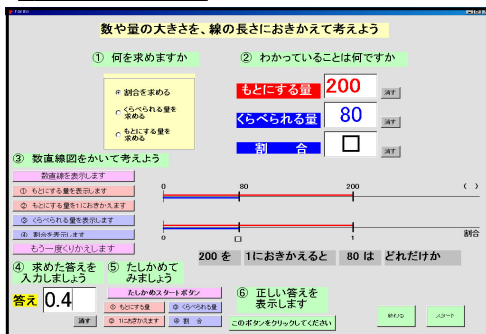 数や量の大きさを、線の長さにおきかえて考えよう
① 何を求めますか
② わかっていることは何ですか
割合を求める
くらべられる量を
求める
もとにする量を
求める
もとにする量 200 消す
くらべられる量 80 消す
割 合 □ 消す
③ 数直線図をかいて考えよう
数直線を表示します
① もとにする量を表示します
② もとにする量を1におきかえます
③ くらべられる量を表示します
④ 割合を表示します
もう一度くりかえします
0 80 200 ( )
0 □ 1 割合
200 を 1におきかえると 80 は どれだけか
④ 求めた答えを
入力しましょう
答え 0.4
消す
⑤ たしかめて
みましょう
たしかめスタートボタン
① もとにする量
③ くらべる量
② 1におきかえます
④ 割 合
⑥ 正しい答えを
表示します
このボタンをクリックしてください
終わる
スタート